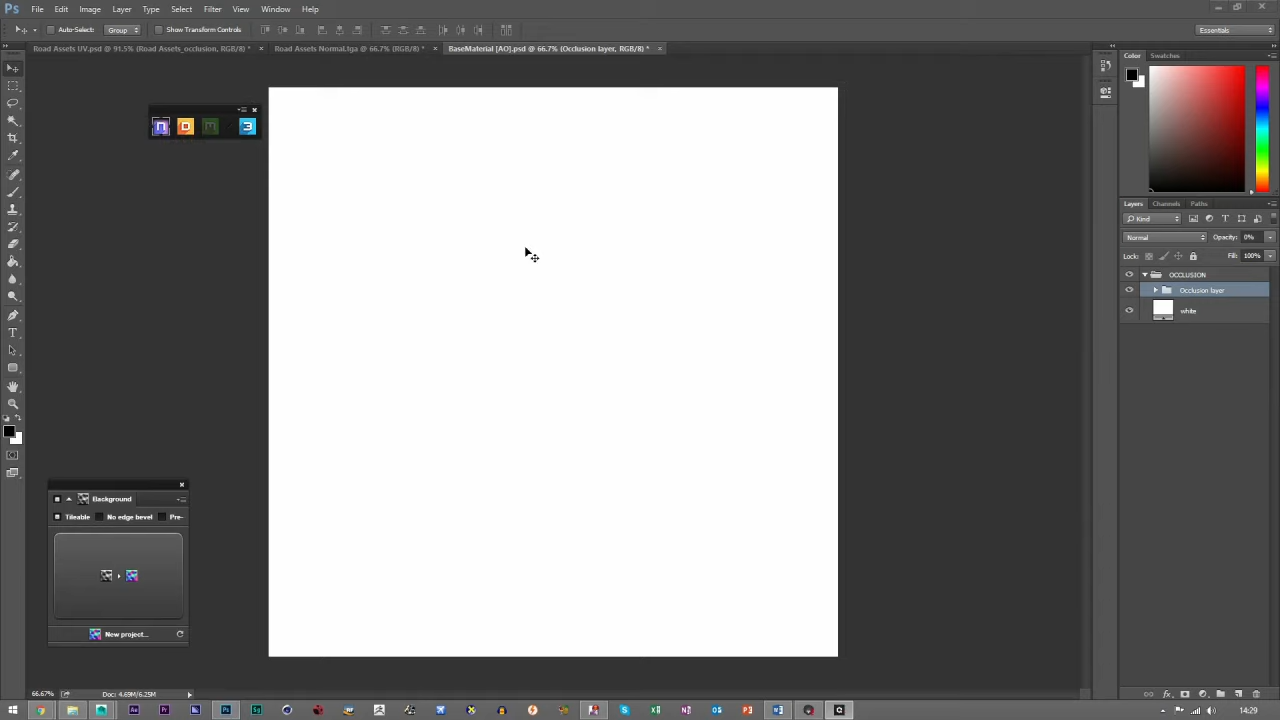 Ps File Edit Image Layer Type Select Filter 3D View Window Help
Auto-Select: Group Show Transform Controls Essentials
Road Assets UV.psd @ 91.5% (Road Assets_occlusion, RGB/8) * × Road Assets Normal.tga @ 66.7% (RGB/8) * × BaseMaterial [AO].psd @ 66.7% (Occlusion layer, RGB/8) * ×
Color Swatches
Layers Channels Paths
Kind
Normal Opacity: 0%
Lock: Fill: 100%
OCCLUSION
Occlusion layer
white
Background
Tileable No edge bevel Pre-
New project...
66.67% Doc: 4.69M/6.25M
14:29